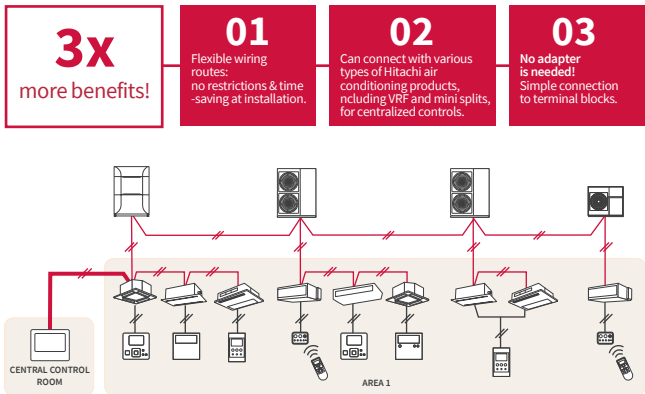 3x
more benefits!
01
Flexible wiring
routes:
no restrictions & time
-saving at installation.
02
Can connect with various
types of Hitachi air
conditioning products,
ncluding VRF and mini splits,
for centralized controls.
03
No adapter
is needed!
Simple connection
to terminal blocks.
CENTRAL CONTROL
ROOM
AREA 1